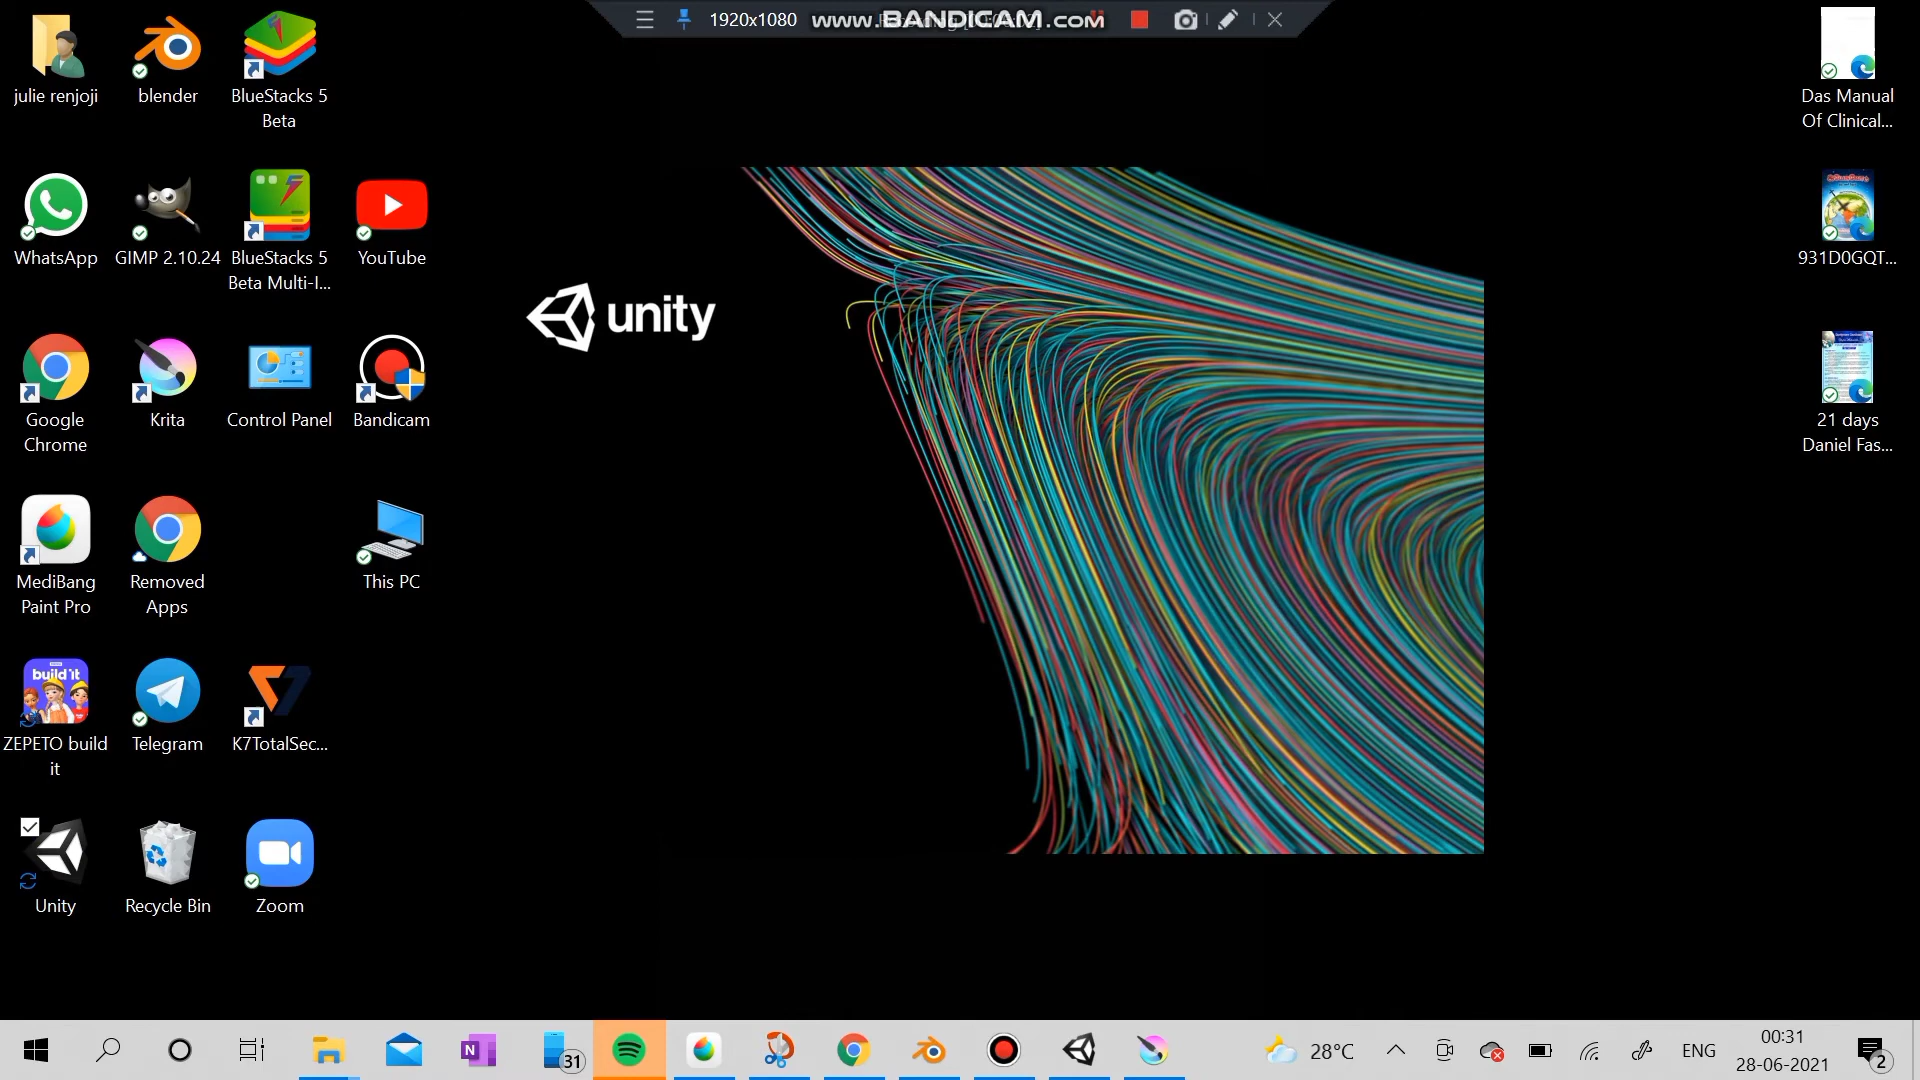 1920x1080
www.BANDICAM.com
julie renjoji
blender
BlueStacks 5
Beta
Das Manual
Of Clinical...
WhatsApp
GIMP 2.10.24
BlueStacks 5
Beta Multi-I...
YouTube
931D0GQT...
unity
Google
Chrome
Krita
Control Panel
Bandicam
21 days
Daniel Fas...
MediBang
Paint Pro
Removed
Apps
This PC
build it
ZEPETO build
it
Telegram
K7TotalSec...
Unity
Recycle Bin
Zoom
N
31
28°C
ENG
00:31
28-06-2021
2